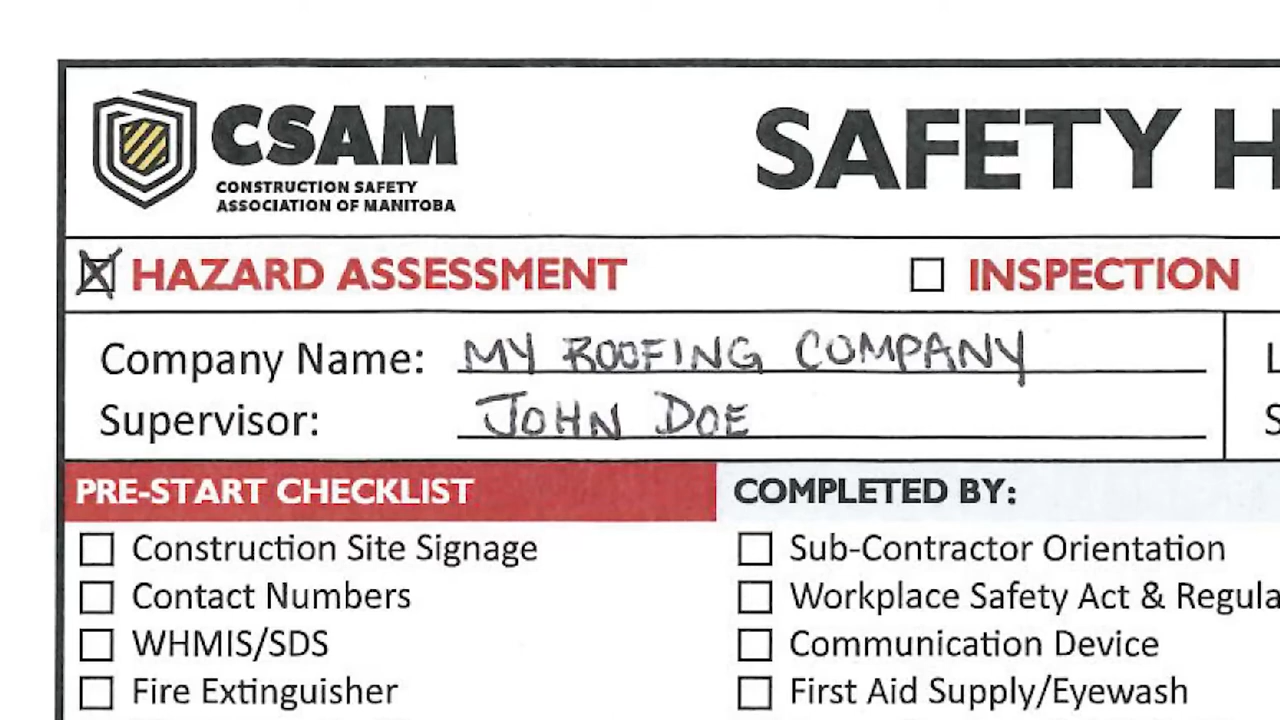 CSAM
CONSTRUCTION SAFETY
ASSOCIATION OF MANITOBA
SAFETY H
HAZARD ASSESSMENT INSPECTION
Company Name: MY ROOFING COMPANY L
Supervisor: JOHN DOE S
PRE-START CHECKLIST COMPLETED BY:
Construction Site Signage Sub-Contractor Orientation
Contact Numbers Workplace Safety Act & Regula
WHMIS/SDS Communication Device
Fire Extinguisher First Aid Supply/Eyewash